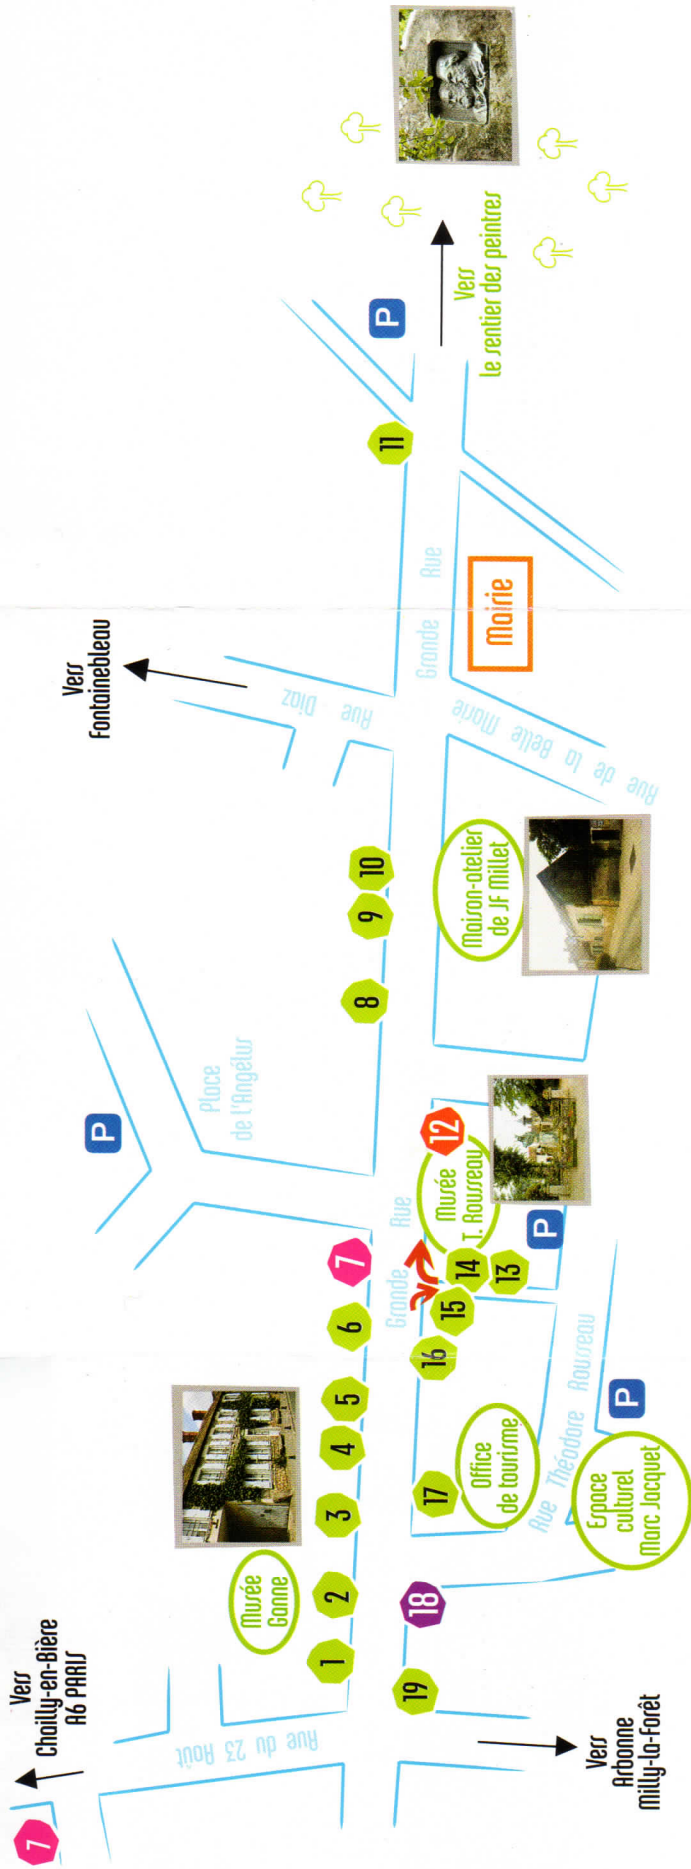 7
Vers
Chailly-en-Bière
A6 PARIS
Rue du 23
Août
Vers
Arbonne
Milly-la-Forêt
Musée
Ganne
1
2
3
4
5
6
7
19
18
17
16
15
14
13
12
Office
de tourisme
Espace
culturel
Marc Jacquet
Rue Théodore Rousseau
P
P
Grande Rue
Musée
T. Rousseau
P
Place
de l'Angélus
8
9
10
Maison-atelier
de JF Millet
Vers
Fontainebleau
Rue Diaz
Rue de la Belle Marie
Grande Rue
Mairie
11
P
Vers
le sentier des peintres